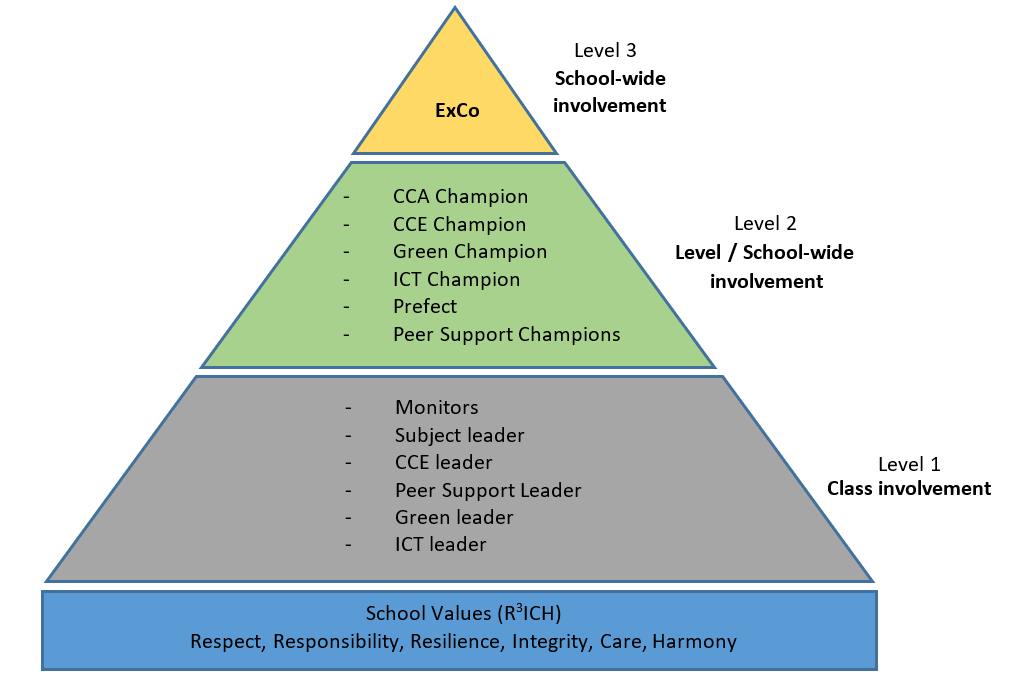 Level 3
School-wide
involvement
ExCo
- CCA Champion
- CCE Champion
- Green Champion
- ICT Champion
- Prefect
- Peer Support Champions
Level 2
Level / School-wide
involvement
- Monitors
- Subject leader
- CCE leader
- Peer Support Leader
- Green leader
- ICT leader
Level 1
Class involvement
School Values (R³ICH)
Respect, Responsibility, Resilience, Integrity, Care, Harmony